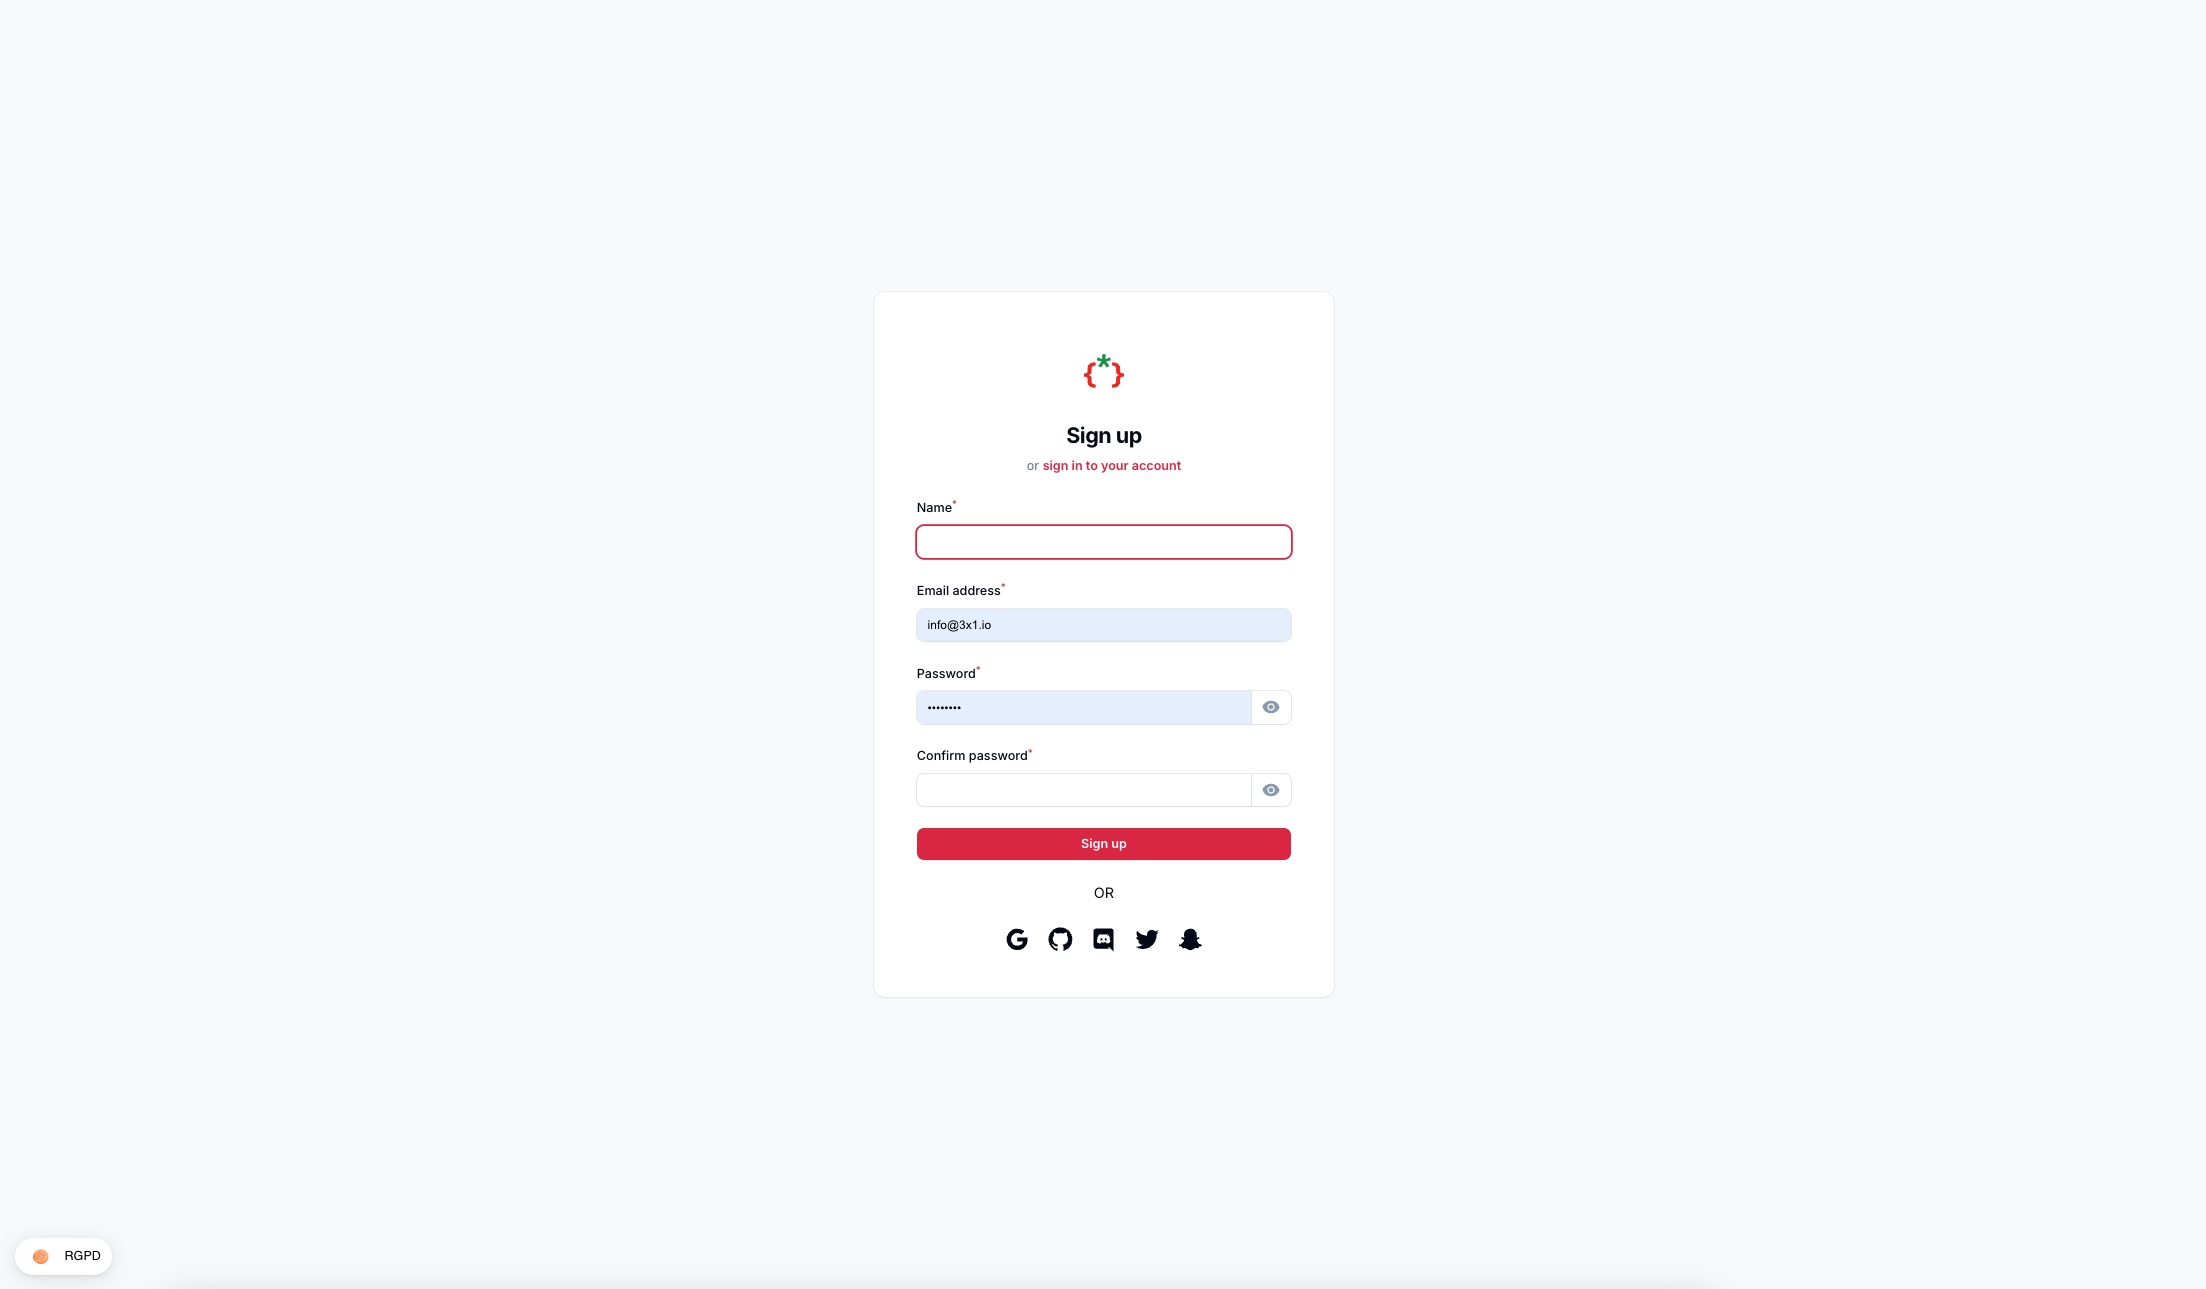 {*}
Sign up
or sign in to your account
Name*
Email address*
info@3x1.io
Password*
••••••••
Confirm password*
Sign up
OR
RGPD